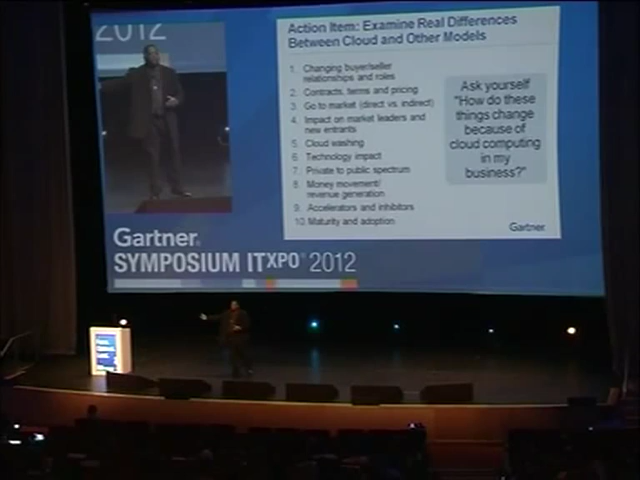 2012
Action Item: Examine Real Differences
Between Cloud and Other Models
1. Changing buyer/seller
relationships and roles
2. Contracts, terms and pricing
3. Go to market (direct vs. indirect)
4. Impact on market leaders and
new entrants
5. Cloud washing
6. Technology impact
7. Private to public spectrum
8. Money movement/
revenue generation
9. Accelerators and inhibitors
10. Maturity and adoption
Ask yourself
"How do these
things change
because of
cloud computing
in my
business?"
Gartner
Gartner.
SYMPOSIUM ITXPO® 2012